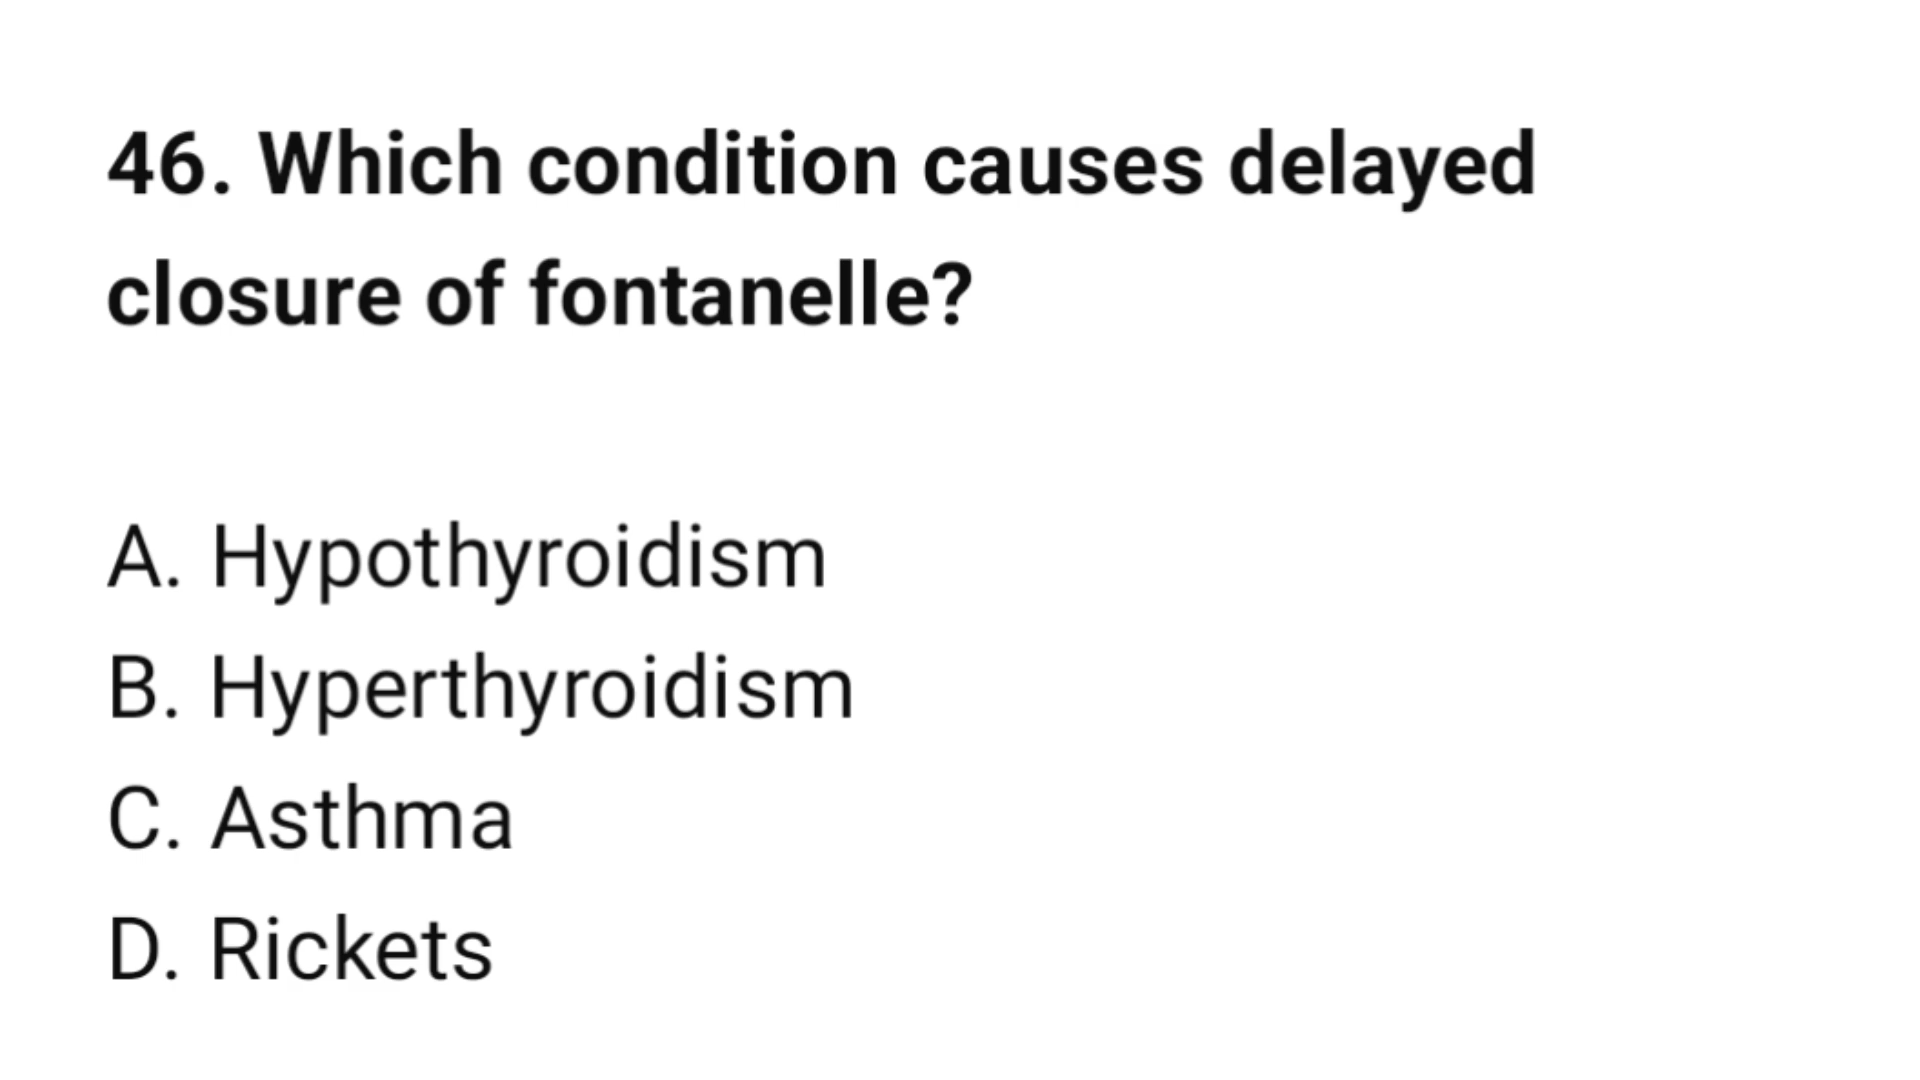 46. Which condition causes delayed
closure of fontanelle?
A. Hypothyroidism
B. Hyperthyroidism
C. Asthma
D. Rickets